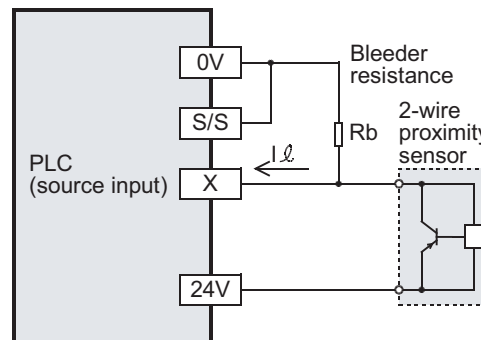 0V
Bleeder
resistance
S/S
Rb
2-wire
proximity
sensor
PLC
(source input)
X
Iℓ
24V